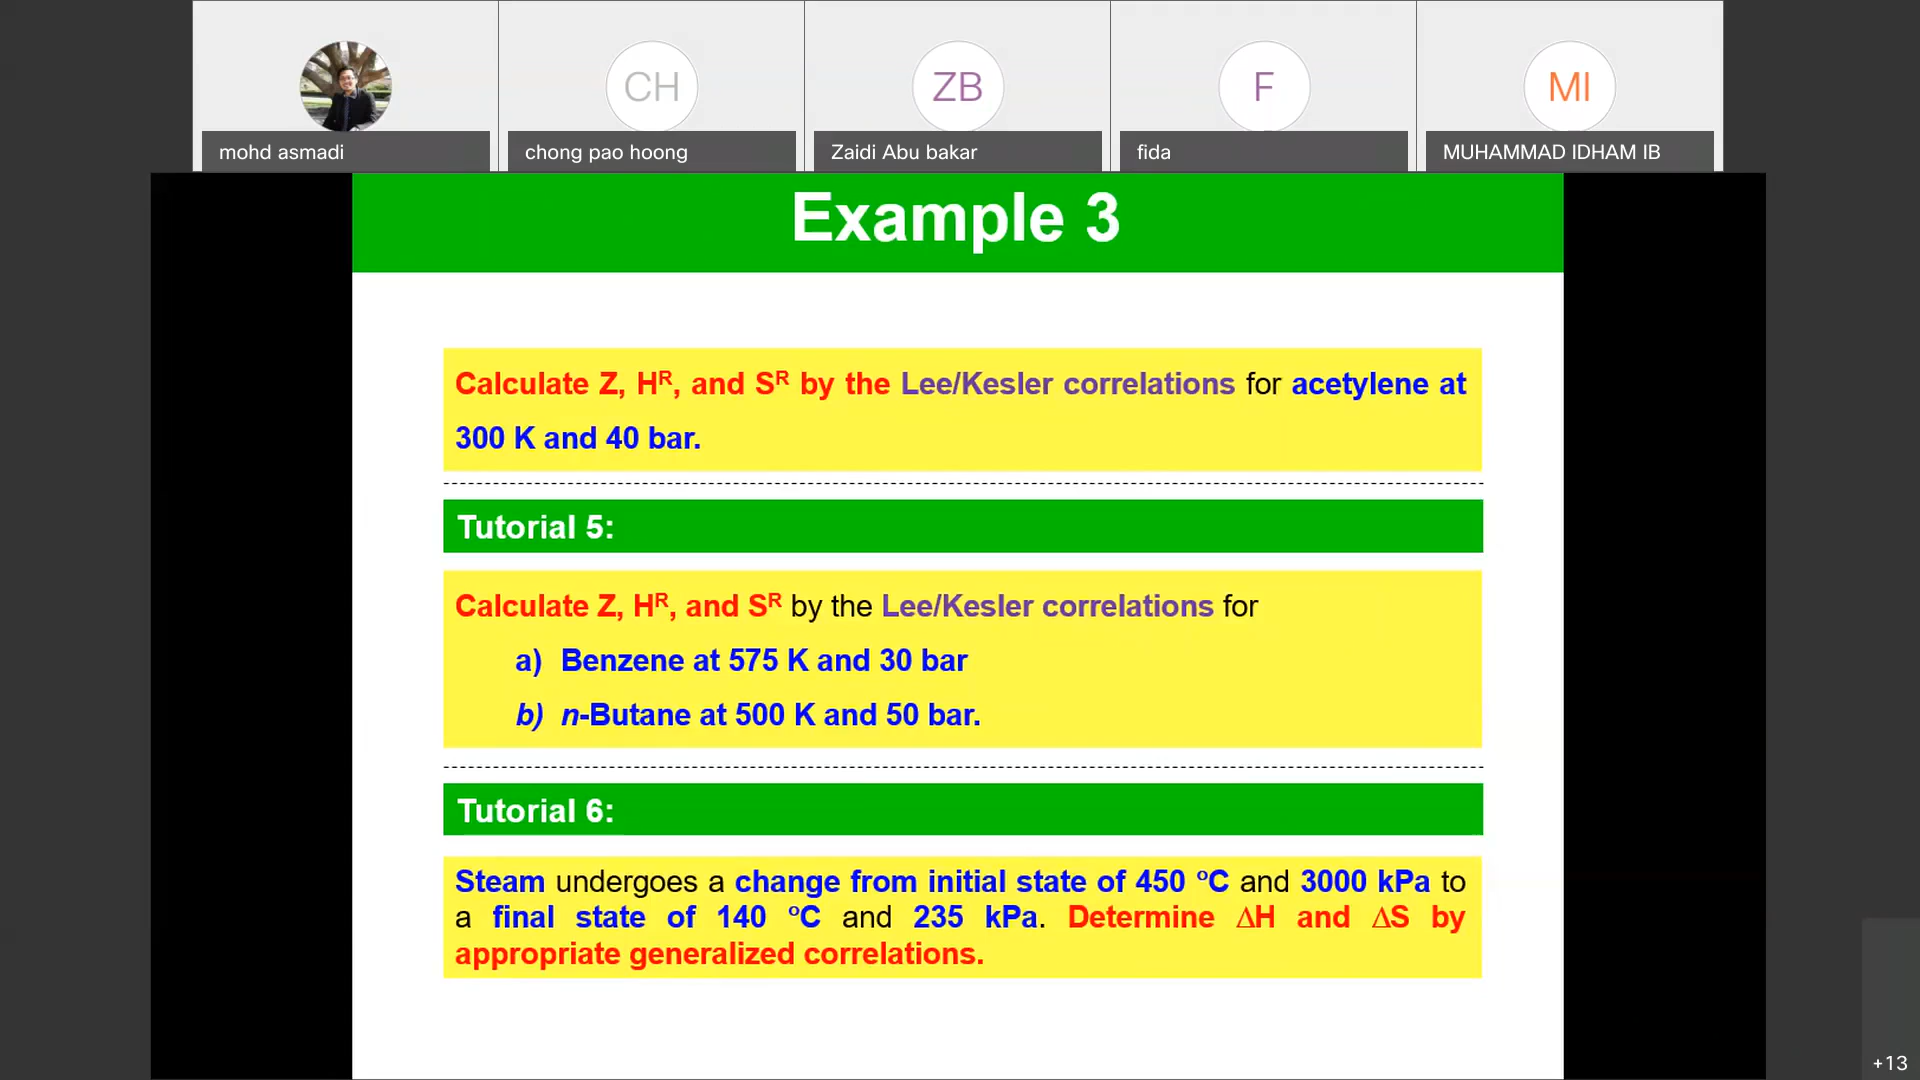 CH
ZB
F
MI
mohd asmadi
chong pao hoong
Zaidi Abu bakar
fida
MUHAMMAD IDHAM IB
Example 3
Calculate Z, Hᴿ, and Sᴿ by the Lee/Kesler correlations for acetylene at
300 K and 40 bar.
Tutorial 5:
Calculate Z, Hᴿ, and Sᴿ by the Lee/Kesler correlations for
a) Benzene at 575 K and 30 bar
b) n-Butane at 500 K and 50 bar.
Tutorial 6:
Steam undergoes a change from initial state of 450 ºC and 3000 kPa to
a final state of 140 ºC and 235 kPa. Determine ΔH and ΔS by
appropriate generalized correlations.
+13